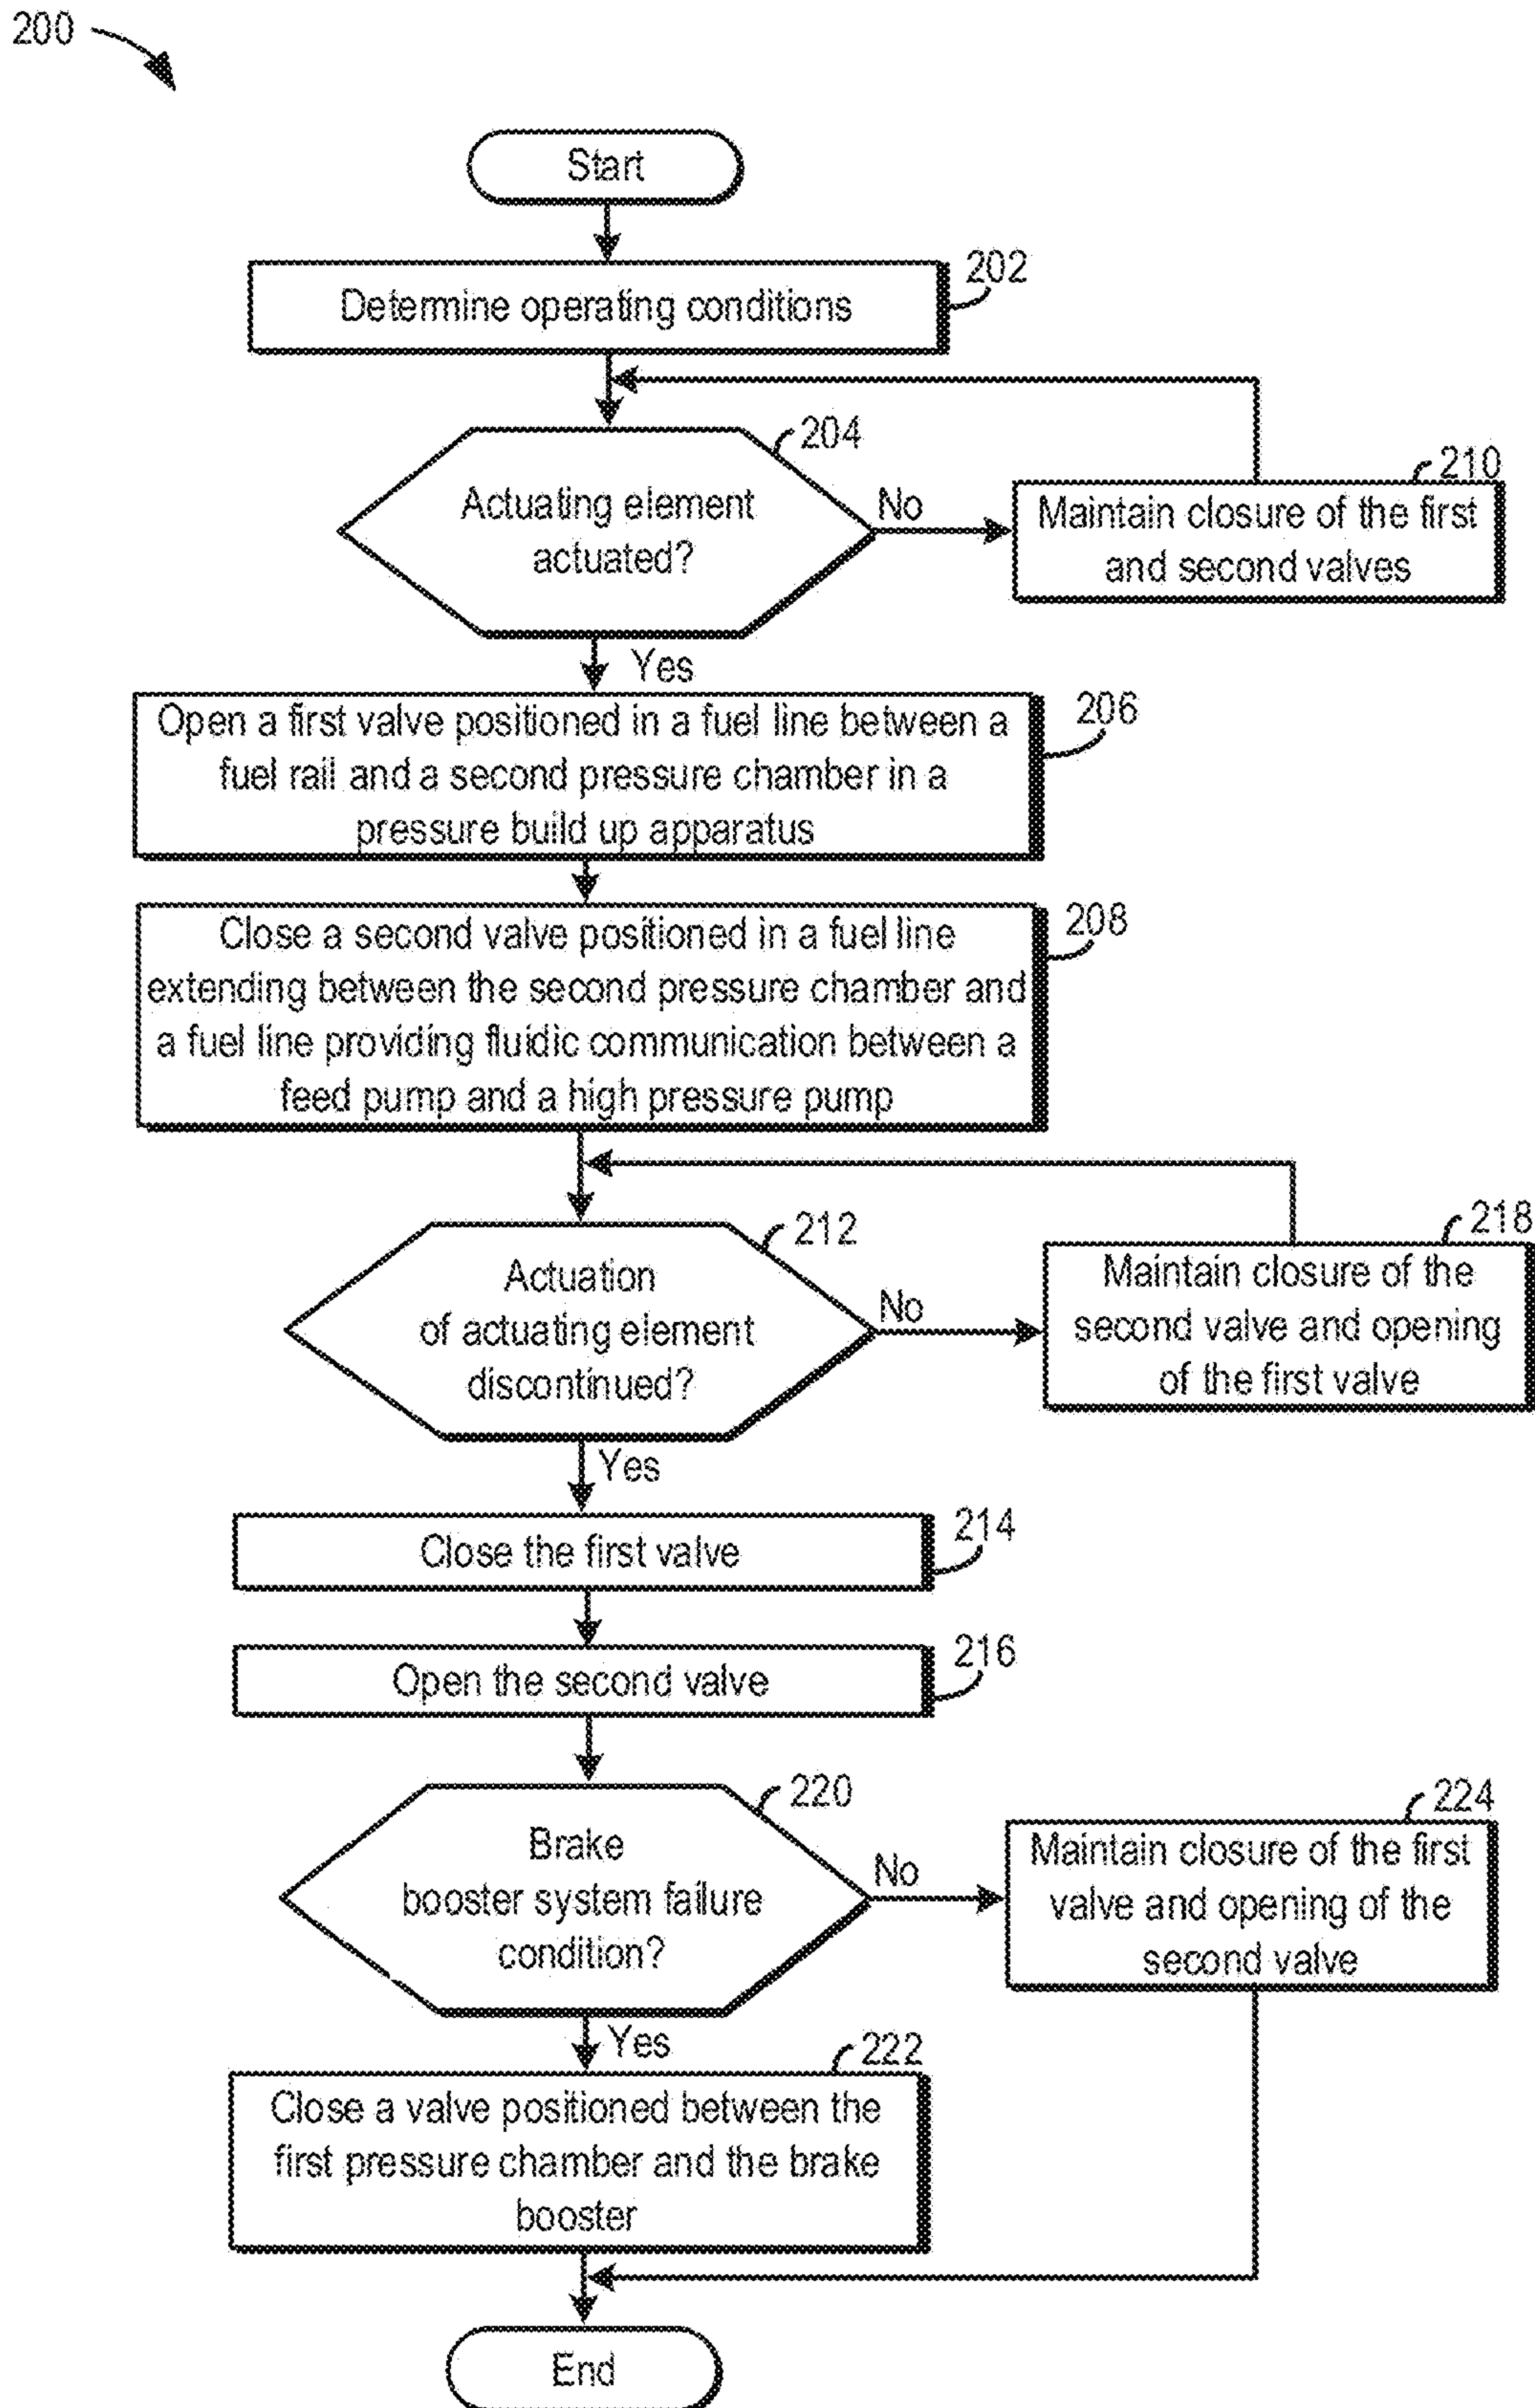 200
Start
Determine operating conditions
202
Actuating element
actuated?
204
No
Maintain closure of the first
and second valves
210
Yes
Open a first valve positioned in a fuel line between a
fuel rail and a second pressure chamber in a
pressure build up apparatus
206
Close a second valve positioned in a fuel line
extending between the second pressure chamber and
a fuel line providing fluidic communication between a
feed pump and a high pressure pump
208
Actuation
of actuating element
discontinued?
212
No
Maintain closure of the
second valve and opening
of the first valve
218
Yes
Close the first valve
214
Open the second valve
216
Brake
booster system failure
condition?
220
No
Maintain closure of the first
valve and opening of the
second valve
224
Yes
Close a valve positioned between the
first pressure chamber and the brake
booster
222
End